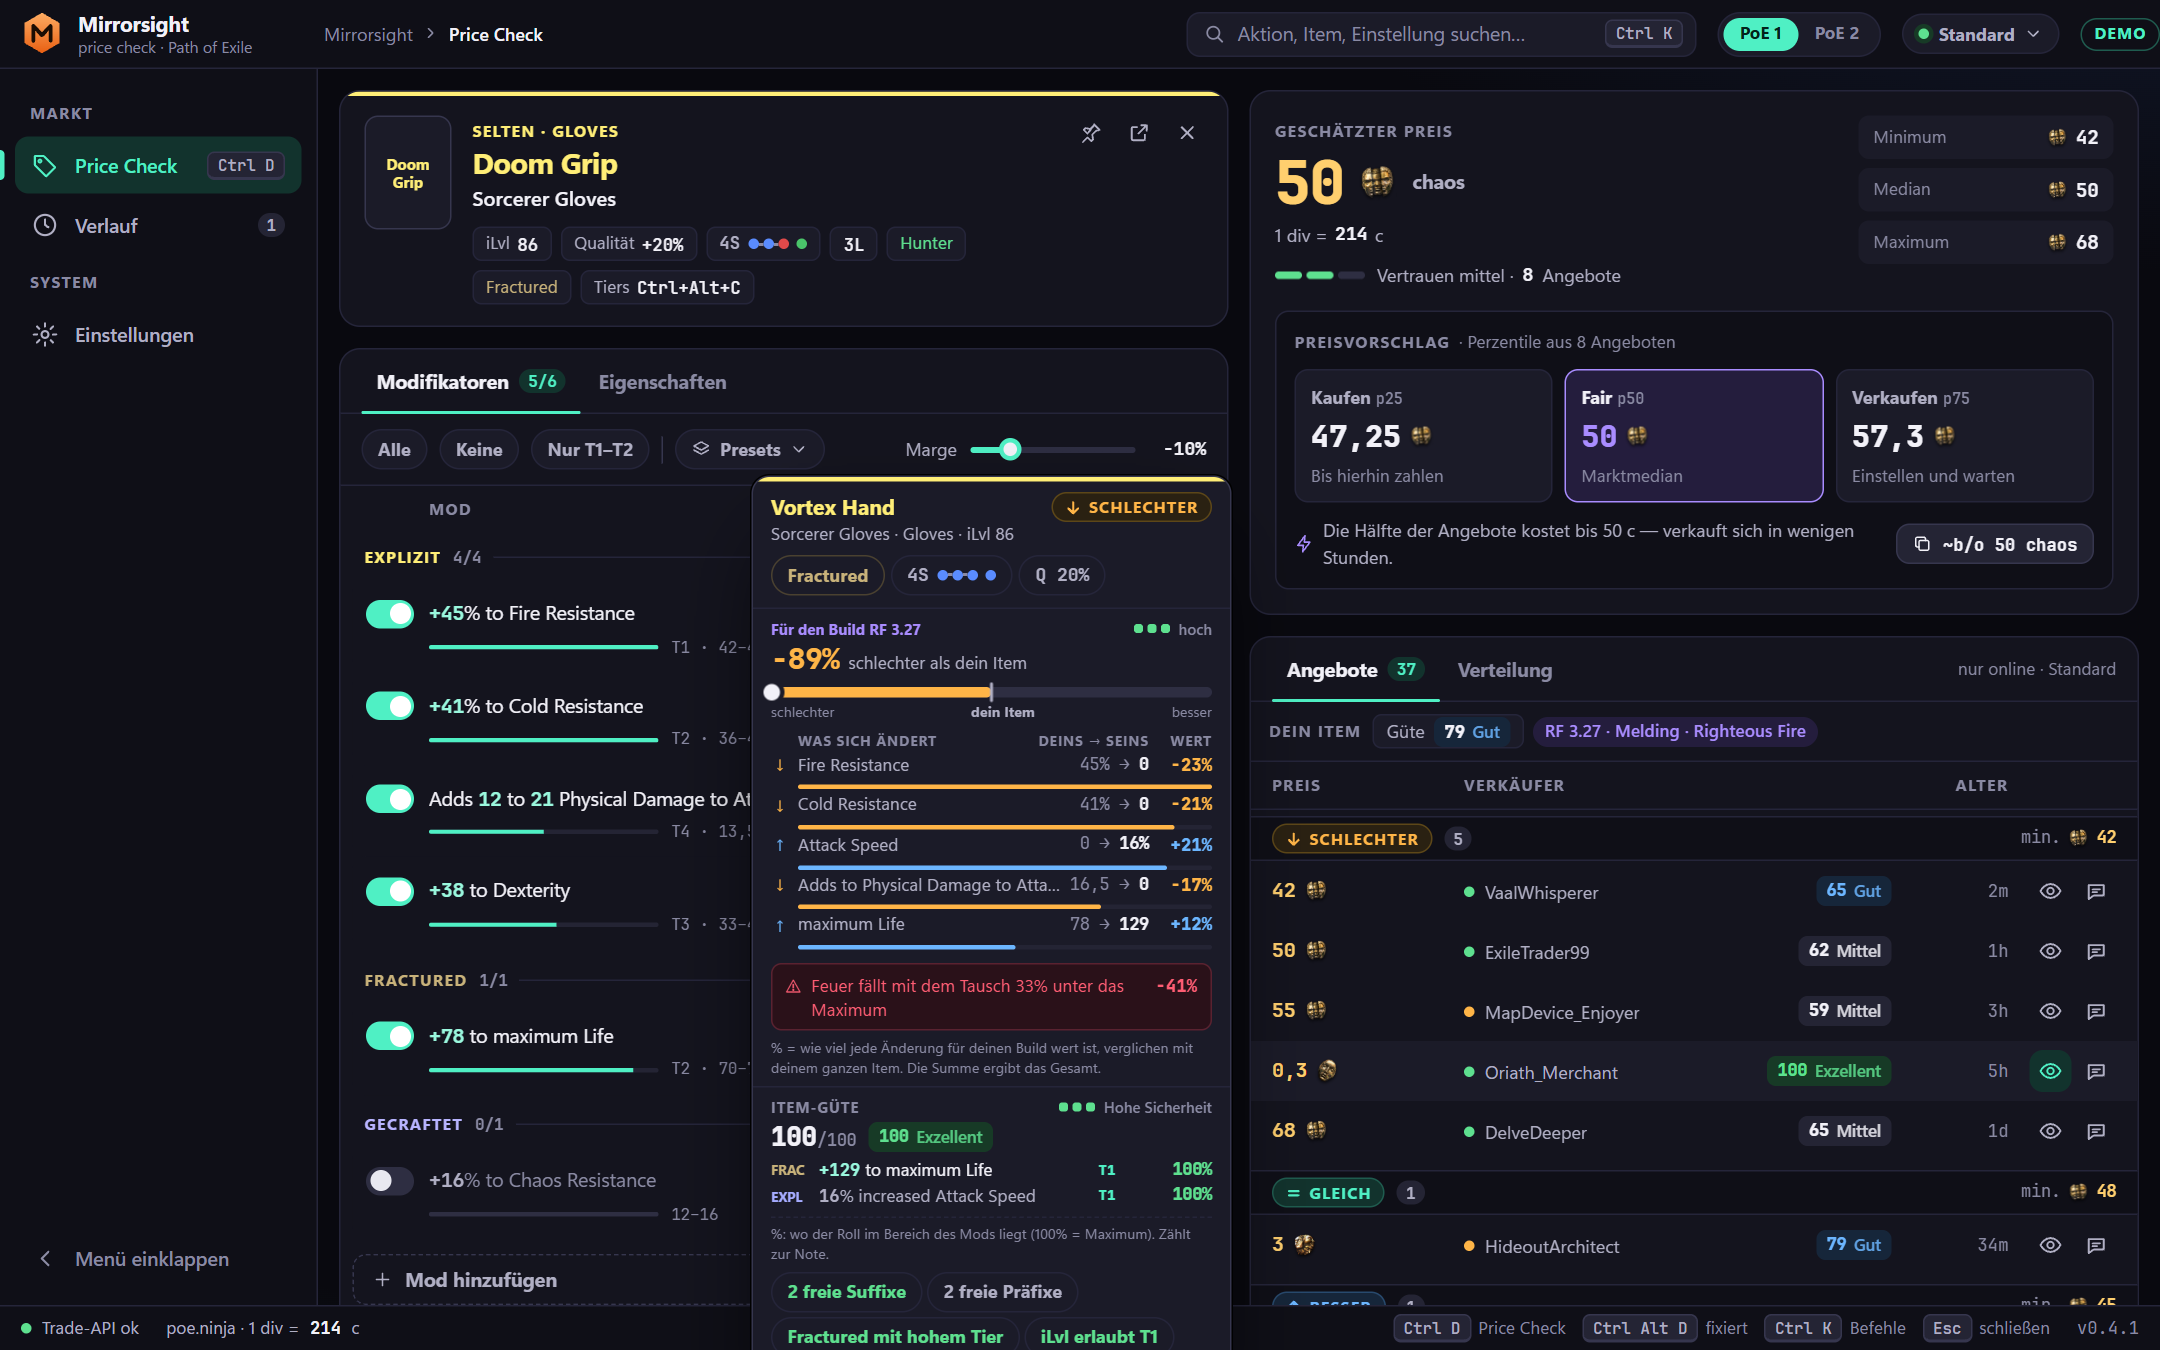 Mirrorsight
price check · Path of Exile
Mirrorsight > Price Check
Aktion, Item, Einstellung suchen... Ctrl K
PoE 1 PoE 2
Standard
DEMO
MARKT
Price Check Ctrl D
Verlauf 1
SYSTEM
Einstellungen
Menü einklappen
Doom
Grip
SELTEN · GLOVES
Doom Grip
Sorcerer Gloves
iLvl 86 Qualität +20% 4S 3L Hunter
Fractured Tiers Ctrl+Alt+C
Modifikatoren 5/6 Eigenschaften
Alle Keine Nur T1–T2 Presets Marge -10%
MOD
EXPLIZIT 4/4
+45% to Fire Resistance
T1 · 42-
+41% to Cold Resistance
T2 · 36-
Adds 12 to 21 Physical Damage to At
T4 · 13,
+38 to Dexterity
T3 · 33-
FRACTURED 1/1
+78 to maximum Life
T2 · 70-
GECRAFTET 0/1
+16% to Chaos Resistance
12-16
+ Mod hinzufügen
Vortex Hand ↓ SCHLECHTER
Sorcerer Gloves · Gloves · iLvl 86
Fractured 4S Q 20%
Für den Build RF 3.27 hoch
-89% schlechter als dein Item
schlechter dein Item besser
WAS SICH ÄNDERT DEINS → SEINS WERT
↓ Fire Resistance 45% → 0 -23%
↓ Cold Resistance 41% → 0 -21%
↑ Attack Speed 0 → 16% +21%
↓ Adds to Physical Damage to Atta... 16,5 → 0 -17%
↑ maximum Life 78 → 129 +12%
Feuer fällt mit dem Tausch 33% unter das -41%
Maximum
% = wie viel jede Änderung für deinen Build wert ist, verglichen mit
deinem ganzen Item. Die Summe ergibt das Gesamt.
ITEM-GÜTE Hohe Sicherheit
100/100 100 Exzellent
FRAC +129 to maximum Life T1 100%
EXPL 16% increased Attack Speed T1 100%
%: wo der Roll im Bereich des Mods liegt (100% = Maximum). Zählt
zur Note.
2 freie Suffixe 2 freie Präfixe
Fractured mit hohem Tier iLvl erlaubt T1
GESCHÄTZTER PREIS
50 chaos
1 div = 214 c
Vertrauen mittel · 8 Angebote
Minimum 42
Median 50
Maximum 68
PREISVORSCHLAG · Perzentile aus 8 Angeboten
Kaufen p25
47,25
Bis hierhin zahlen
Fair p50
50
Marktmedian
Verkaufen p75
57,3
Einstellen und warten
Die Hälfte der Angebote kostet bis 50 c — verkauft sich in wenigen
Stunden.
~b/o 50 chaos
Angebote 37 Verteilung nur online · Standard
DEIN ITEM Güte 79 Gut RF 3.27 · Melding · Righteous Fire
PREIS VERKÄUFER ALTER
↓ SCHLECHTER 5 min. 42
42 VaalWhisperer 65 Gut 2m
50 ExileTrader99 62 Mittel 1h
55 MapDevice_Enjoyer 59 Mittel 3h
0,3 Oriath_Merchant 100 Exzellent 5h
68 DelveDeeper 65 Mittel 1d
= GLEICH 1 min. 48
3 HideoutArchitect 79 Gut 34m
BESSER 1 min. 45
Trade-API ok poe.ninja · 1 div = 214 c
Ctrl D Price Check Ctrl Alt D fixiert Ctrl K Befehle Esc schließen v0.4.1